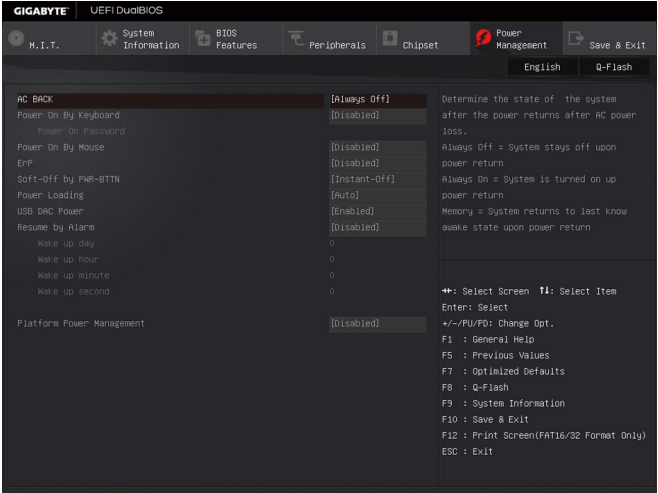 GIGABYTE™ UEFI DualBIOS
M.I.T.
System Information
BIOS Features
Peripherals
Chipset
Power Management
Save & Exit
English Q-Flash
AC BACK [Always Off]
Power On By Keyboard [Disabled]
Power On Password
Power On By Mouse [Disabled]
ErP [Disabled]
Soft-Off by PWR-BTTN [Instant-Off]
Power Loading [Auto]
USB DAC Power [Enabled]
Resume by Alarm [Disabled]
Wake up day 0
Wake up hour 0
Wake up minute 0
Wake up second 0
Platform Power Management [Disabled]
Determine the state of the system
after the power returns after AC power
loss.
Always Off = System stays off upon
power return
Always On = System is turned on up
power return
Memory = System returns to last know
awake state upon power return
→←: Select Screen ↑↓: Select Item
Enter: Select
+/-/PU/PD: Change Opt.
F1 : General Help
F5 : Previous Values
F7 : Optimized Defaults
F8 : Q-Flash
F9 : System Information
F10 : Save & Exit
F12 : Print Screen(FAT16/32 Format Only)
ESC : Exit